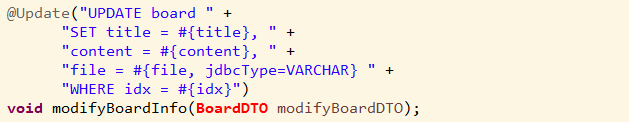 @Update("UPDATE board " +
"SET title = #{title}, " +
"content = #{content}, " +
"file = #{file, jdbcType=VARCHAR} " +
"WHERE idx = #{idx}")
void modifyBoardInfo(BoardDTO modifyBoardDTO);